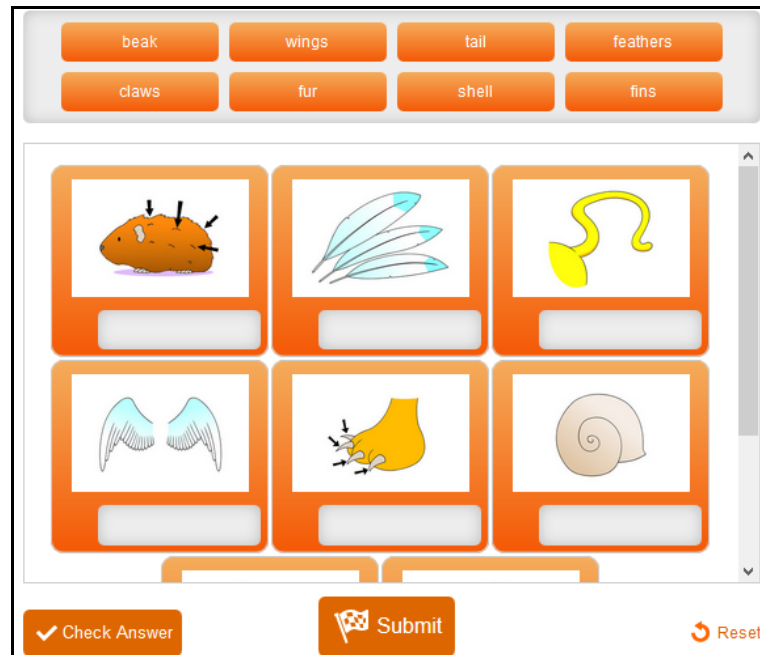 beak wings tail feathers
claws fur shell fins
Check Answer Submit Reset